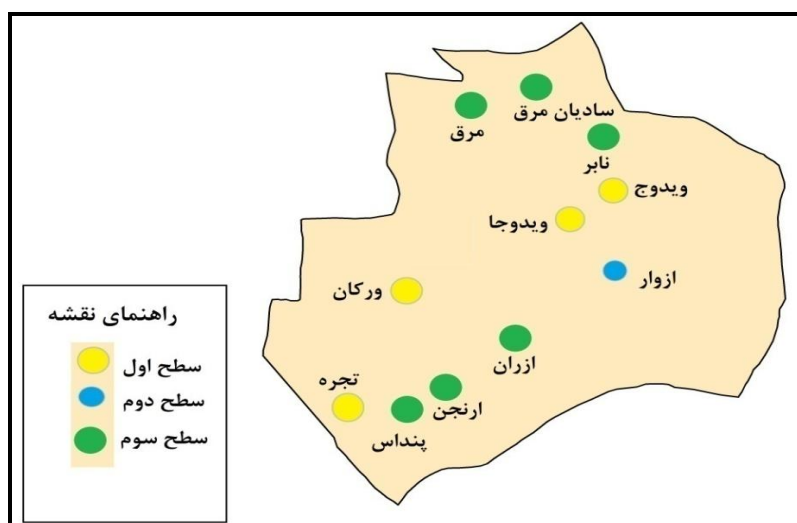 سادیان مرق
مرق
نابر
ویدوج
ویدوجا
ازوار
ورکان
ازران
تجره
ارنجن
پنداس
راهنمای نقشه
سطح اول
سطح دوم
سطح سوم